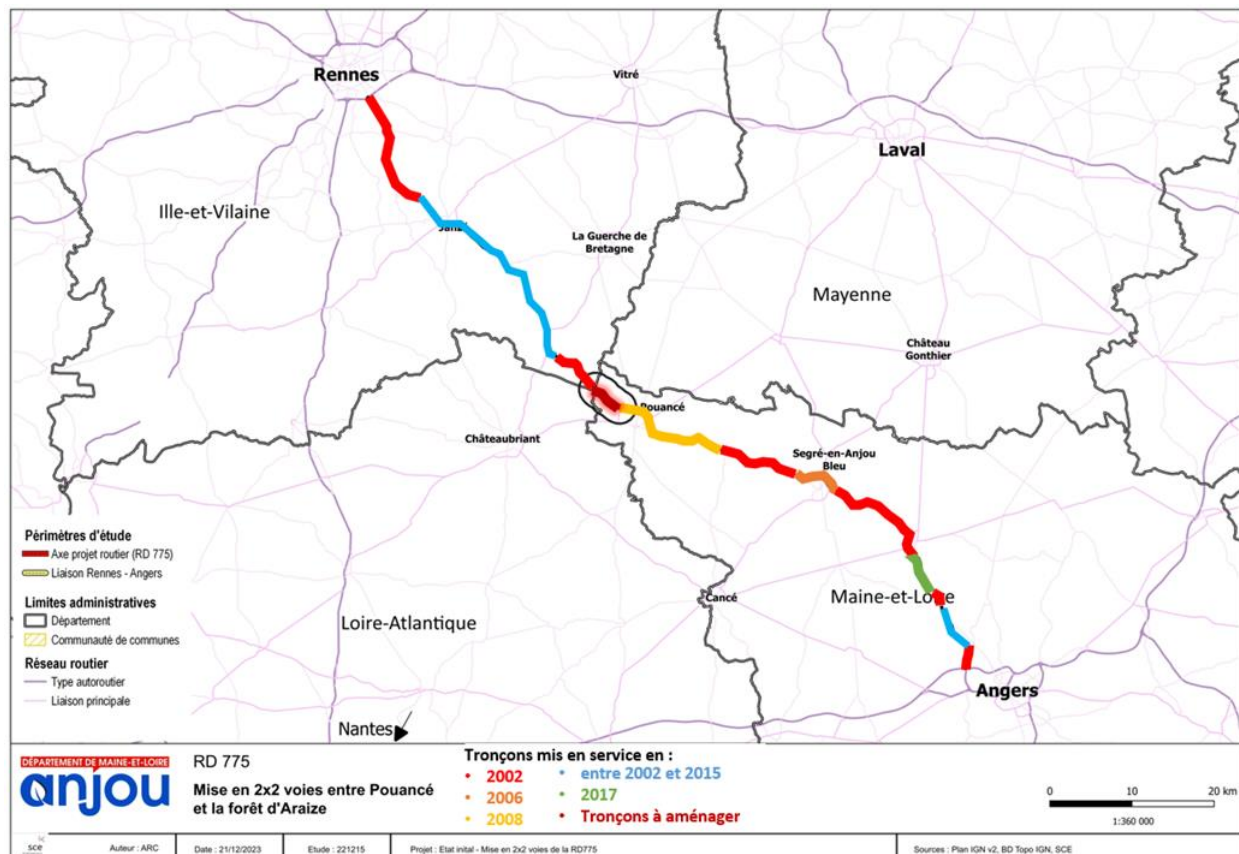 Rennes
Vitré
Laval
Ille-et-Vilaine
La Guerche de
Bretagne
Mayenne
Château
Gonthier
Pouancé
Châteaubriant
Segré-en-Anjou
Bleu
Cancé
Maine-et-Loire
Loire-Atlantique
Angers
Nantes
Périmètres d'étude
Axe projet routier (RD 775)
Liaison Rennes - Angers
Limites administratives
Département
Communauté de communes
Réseau routier
Type autoroutier
Liaison principale
DÉPARTEMENT DE MAINE-ET-LOIRE
anjou
RD 775
Mise en 2x2 voies entre Pouancé
et la forêt d'Araize
Tronçons mis en service en :
• 2002
• 2006
• 2008
• entre 2002 et 2015
• 2017
• Tronçons à aménager
0 10 20 km
1:360 000
sce
Auteur : ARC
Date : 21/12/2023
Etude : 221215
Projet : Etat inital - Mise en 2x2 voies de la RD775
Sources : Plan IGN v2, BD Topo IGN, SCE